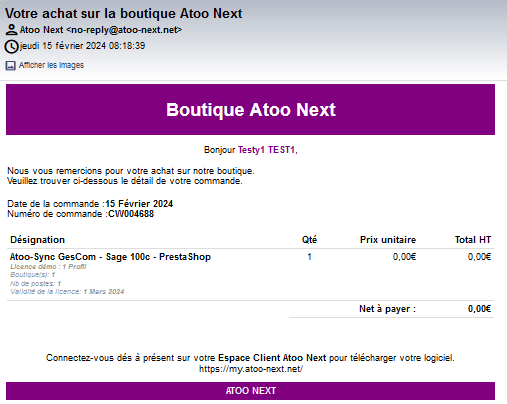 Votre achat sur la boutique Atoo Next
Atoo Next <no-reply@atoo-next.net>
jeudi 15 février 2024 08:18:39
Afficher les images
Boutique Atoo Next
Bonjour Testy1 TEST1,
Nous vous remercions pour votre achat sur notre boutique.
Veuillez trouver ci-dessous le détail de votre commande.
Date de la commande :15 Février 2024
Numéro de commande :CW004688
Désignation Qté Prix unitaire Total HT
Atoo-Sync GesCom - Sage 100c - PrestaShop 1 0,00€ 0,00€
Licence démo : 1 Profil
Boutique(s): 1
Nb de postes: 1
Validité de la licence: 1 Mars 2024
Net à payer : 0,00€
Connectez-vous dés à présent sur votre Espace Client Atoo Next pour télécharger votre logiciel.
https://my.atoo-next.net/
ATOO NEXT